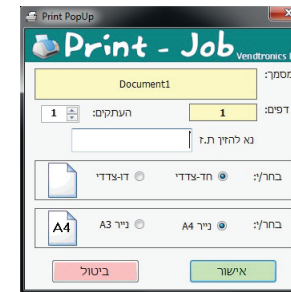 Print PopUp
Print - Job
Vendtronics
מסמך:
Document1
דפים: 1 העתקים: 1
נא להזין ת.ז
בחר/י: חד-צדדי דו-צדדי
בחר/י: נייר A4 נייר A3
A4
אישור ביטול